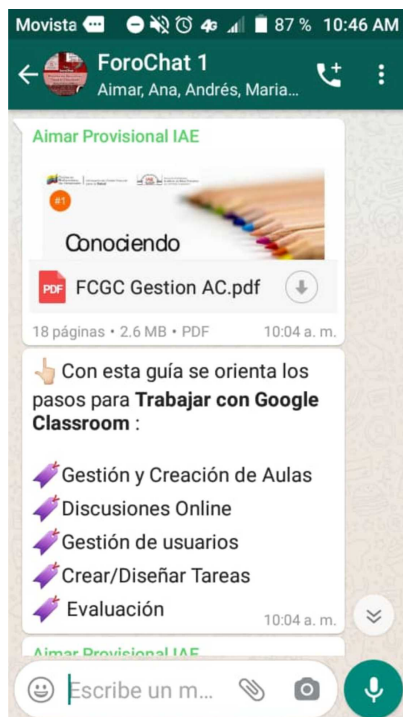 Movista
4G
87 % 10:46 AM
ForoChat 1
Aimar, Ana, Andrés, Maria...
Aimar Provisional IAE
#1
Conociendo
PDF
FCGC Gestion AC.pdf
18 páginas • 2.6 MB • PDF 10:04 a. m.
Con esta guía se orienta los
pasos para Trabajar con Google
Classroom :
Gestión y Creación de Aulas
Discusiones Online
Gestión de usuarios
Crear/Diseñar Tareas
Evaluación
10:04 a. m.
Aimar Provisional IAE
Escribe un m...